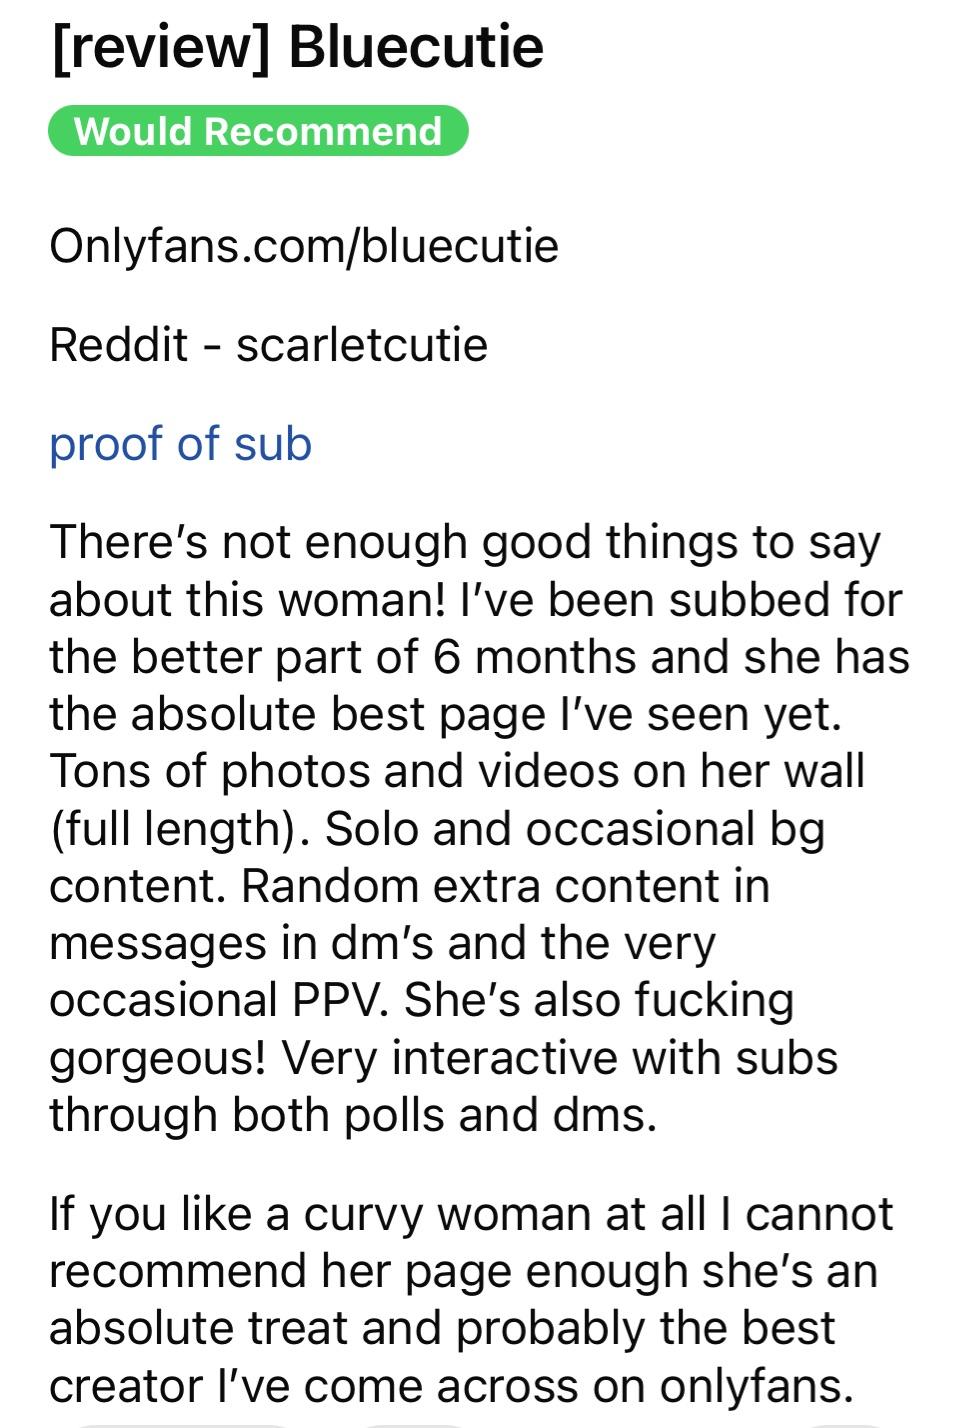 [review] Bluecutie
Would Recommend
Onlyfans.com/bluecutie
Reddit - scarletcutie
proof of sub
There’s not enough good things to say
about this woman! I’ve been subbed for
the better part of 6 months and she has
the absolute best page I’ve seen yet.
Tons of photos and videos on her wall
(full length). Solo and occasional bg
content. Random extra content in
messages in dm’s and the very
occasional PPV. She’s also fucking
gorgeous! Very interactive with subs
through both polls and dms.
If you like a curvy woman at all I cannot
recommend her page enough she’s an
absolute treat and probably the best
creator I’ve come across on onlyfans.